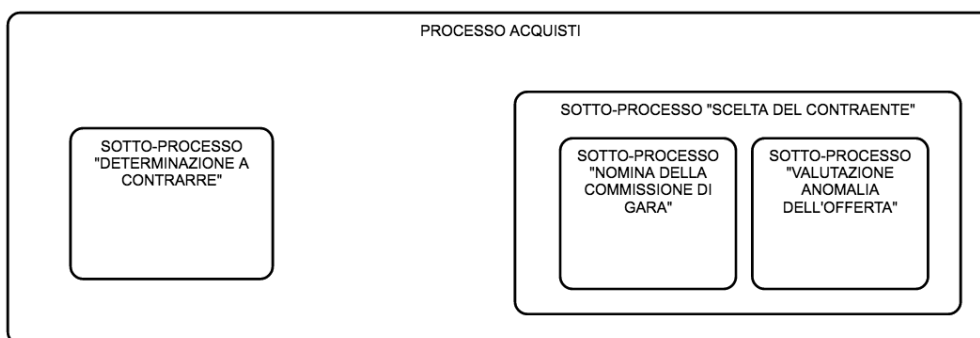 PROCESSO ACQUISTI
SOTTO-PROCESSO "SCELTA DEL CONTRAENTE"
SOTTO-PROCESSO
"DETERMINAZIONE A
CONTRARRE"
SOTTO-PROCESSO
"NOMINA DELLA
COMMISSIONE DI
GARA"
SOTTO-PROCESSO
"VALUTAZIONE
ANOMALIA
DELL'OFFERTA"